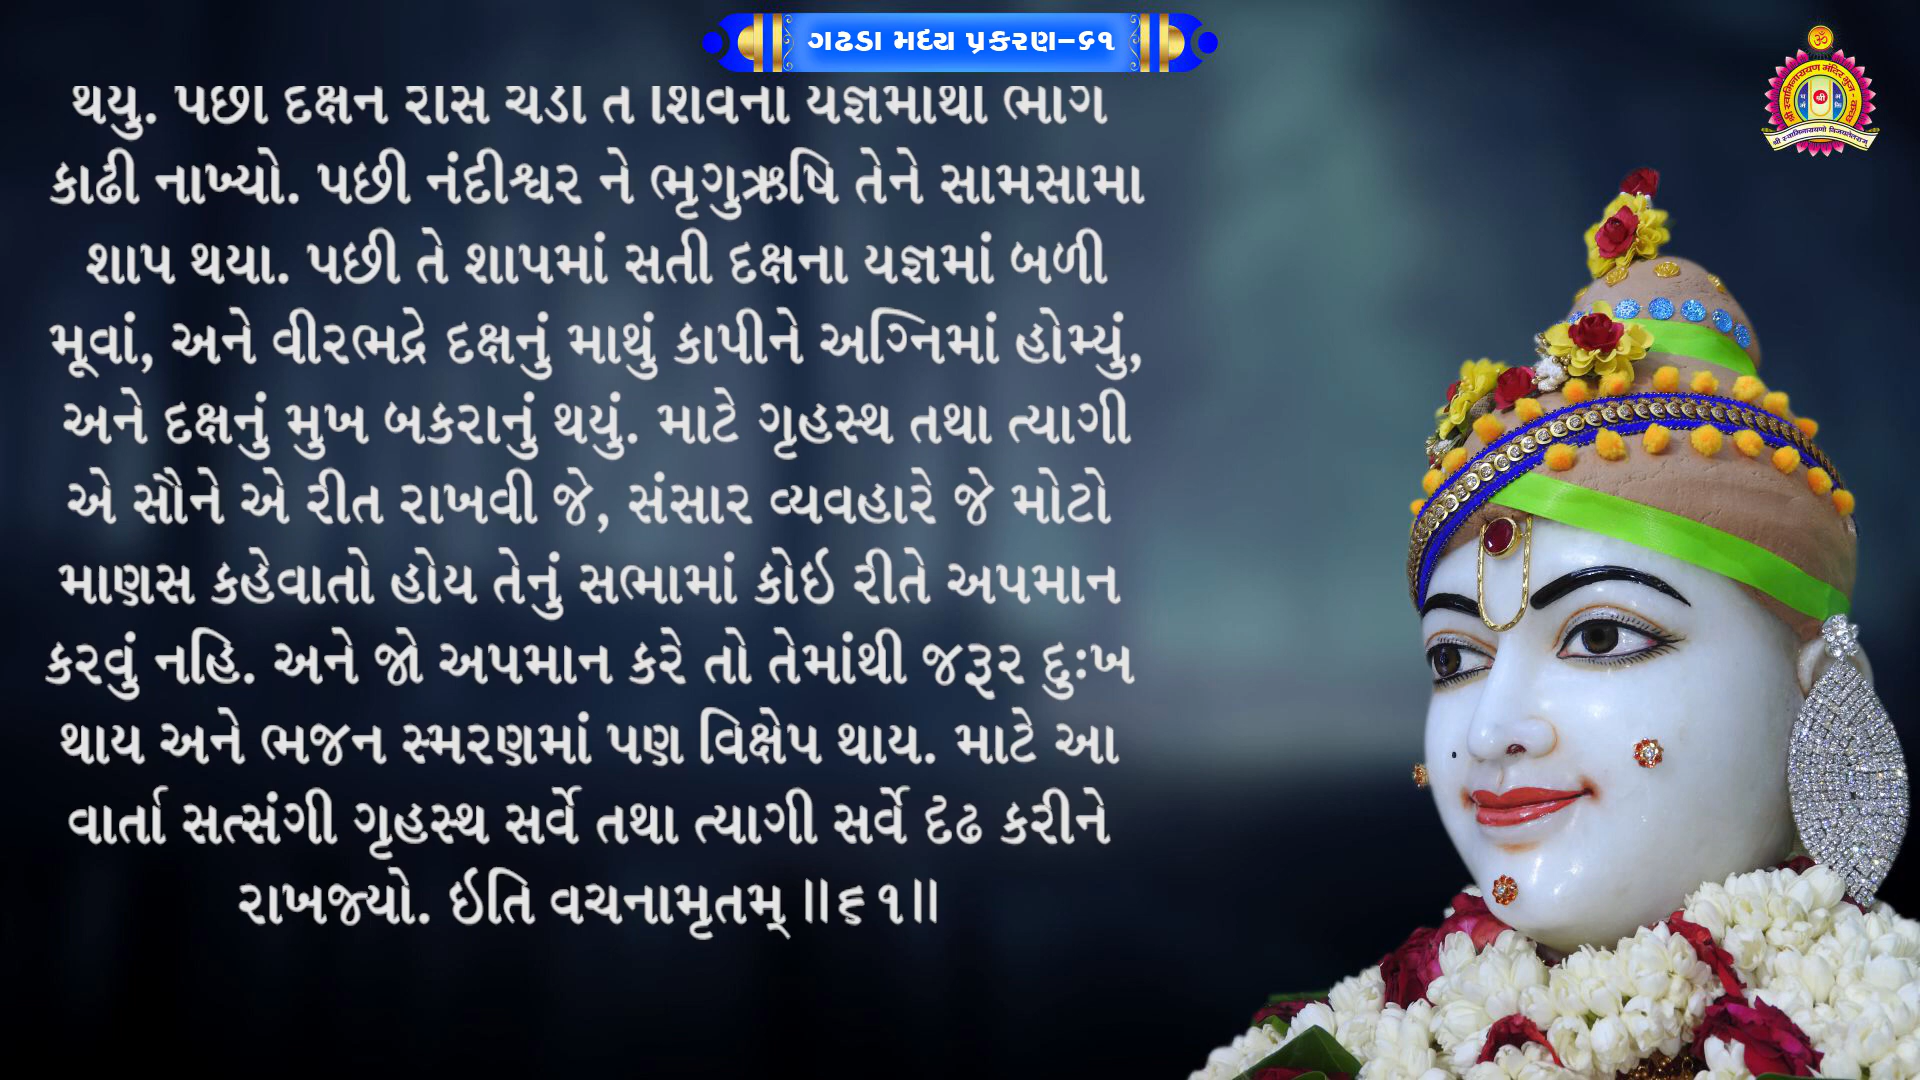 ગઢડા મધ્ય પ્રકરણ-૬૧
થયું. પછી દક્ષને રીસ ચડી તે શિવનો યજ્ઞમાંથી ભાગ
કાઢી નાખ્યો. પછી નંદીશ્વર ને ભૃગુઋષિ તેને સામસામા
શાપ થયા. પછી તે શાપમાં સતી દક્ષના યજ્ઞમાં બળી
મૂવાં, અને વીરભદ્રે દક્ષનું માથું કાપીને અગ્નિમાં હોમ્યું,
અને દક્ષનું મુખ બકરાનું થયું. માટે ગૃહસ્થ તથા ત્યાગી
એ સૌને એ રીત રાખવી જે, સંસાર વ્યવહારે જે મોટો
માણસ કહેવાતો હોય તેનું સભામાં કોઇ રીતે અપમાન
કરવું નહિ. અને જો અપમાન કરે તો તેમાંથી જરૂર દુઃખ
થાય અને ભજન સ્મરણમાં પણ વિક્ષેપ થાય. માટે આ
વાર્તા સત્સંગી ગૃહસ્થ સર્વે તથા ત્યાગી સર્વે દૃઢ કરીને
રાખજ્યો. ઇતિ વચનામૃતમ્ ॥૬૧॥